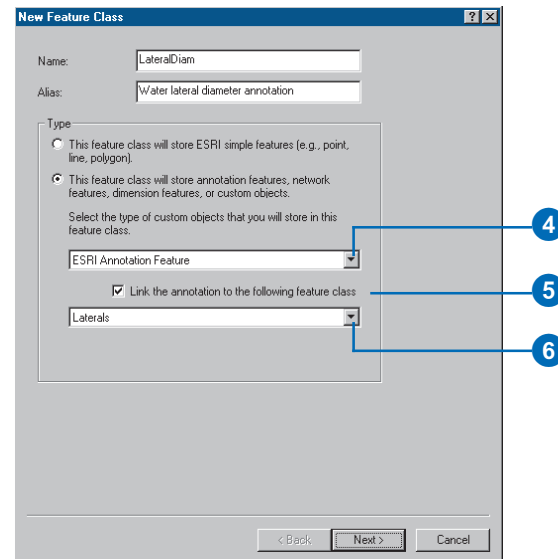 New Feature Class
Name:
LateralDiam
Alias:
Water lateral diameter annotation
Type
This feature class will store ESRI simple features (e.g., point,
line, polygon).
This feature class will store annotation features, network
features, dimension features, or custom objects.
Select the type of custom objects that you will store in this
feature class.
4
ESRI Annotation Feature
Link the annotation to the following feature class
5
Laterals
6
< Back
Next >
Cancel